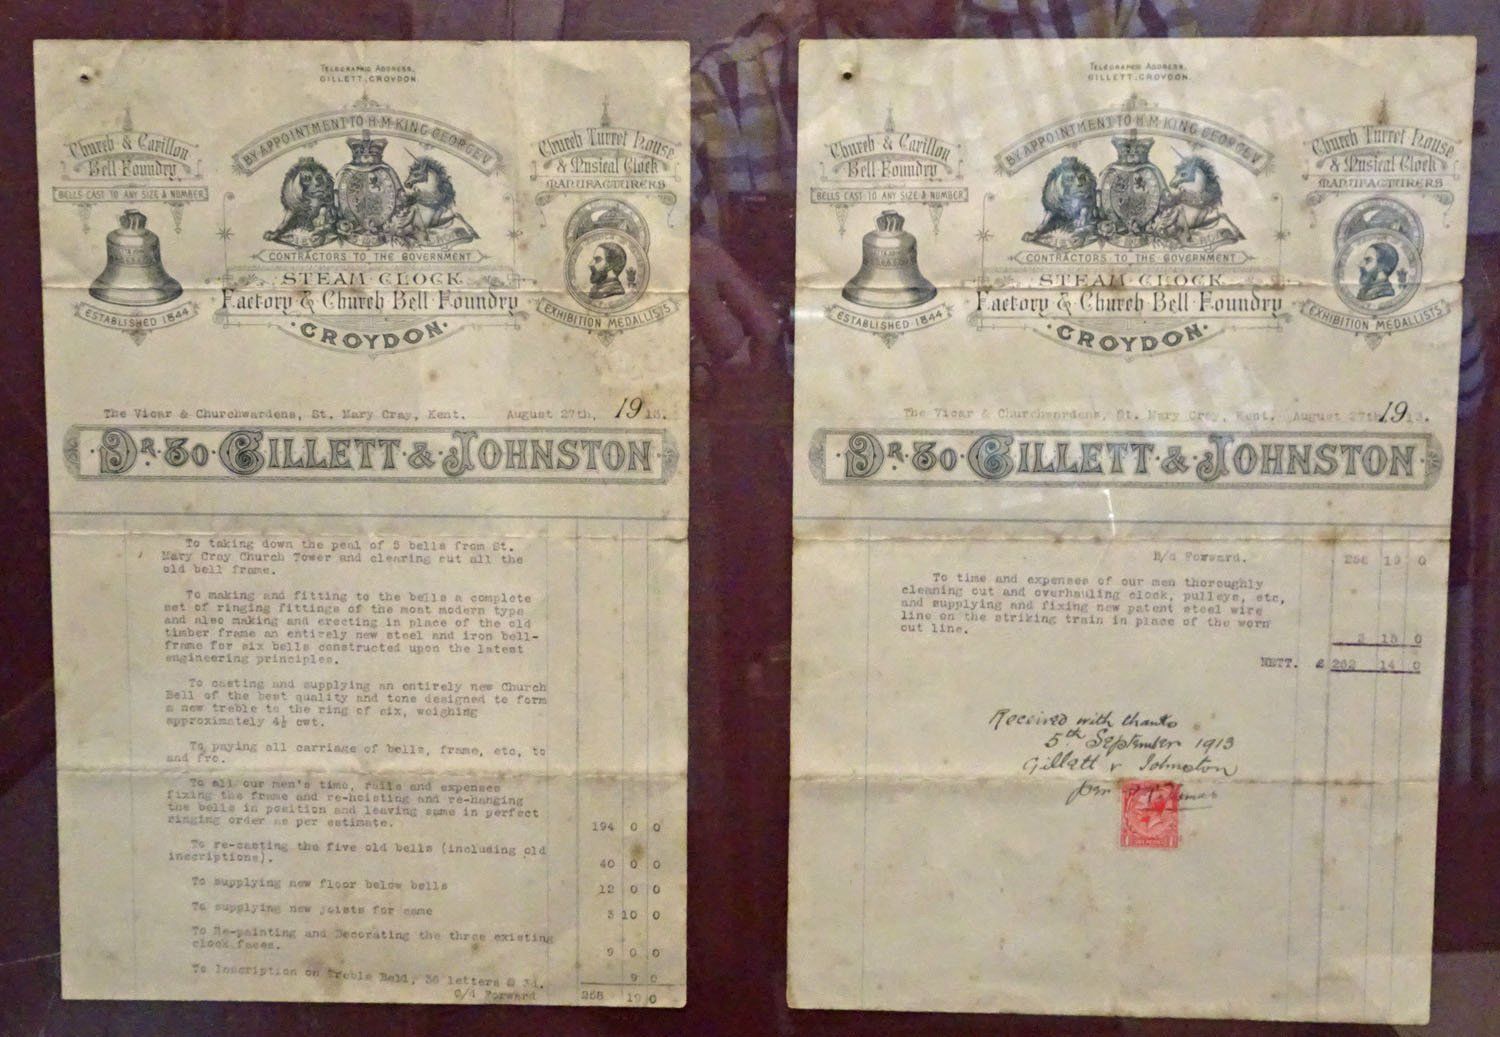 TELEGRAPHIC ADDRESS,
GILLETT, CROYDON.
Church & Carillon
Bell Foundry
BELLS CAST TO ANY SIZE & NUMBER
ESTABLISHED 1844
BY APPOINTMENT TO H.M. KING GEORGE V
CONTRACTORS TO THE GOVERNMENT
STEAM CLOCK
Factory & Church Bell Foundry
CROYDON
Church Turret House
& Musical Clock
MANUFACTURERS
EXHIBITION MEDALLISTS
The Vicar & Churchwardens, St. Mary Cray, Kent. August 27th, 1913.
DR. TO GILLETT & JOHNSTON
To taking down the peal of 5 bells from St.
Mary Cray Church Tower and clearing out all the
old bell frame.
To making and fitting to the bells a complete
set of ringing fittings of the most modern type
and also making and erecting in place of the old
timber frame an entirely new steel and iron bell-
frame for six bells constructed upon the latest
engineering principles.
To casting and supplying an entirely new Church
Bell of the best quality and tone designed to form
a new treble to the ring of six, weighing
approximately 4½ cwt.
To paying all carriage of bells, frame, etc, to
and fro.
To all our men's time, rails and expenses
fixing the frame and re-hoisting and re-hanging
the bells in position and leaving same in perfect
ringing order as per estimate. 194 0 0
To re-casting the five old bells (including old
inscriptions). 40 0 0
To supplying new floor below bells 12 0 0
To supplying new joists for same 3 10 0
To Re-painting and Decorating the three existing
clock faces. 9 0 0
To Inscription on Treble Bell, 36 letters @ 3d. 9 0
C/d Forward 258 19 0
TELEGRAPHIC ADDRESS,
GILLETT, CROYDON.
Church & Carillon
Bell Foundry
BELLS CAST TO ANY SIZE & NUMBER
ESTABLISHED 1844
BY APPOINTMENT TO H.M. KING GEORGE V
CONTRACTORS TO THE GOVERNMENT
STEAM CLOCK
Factory & Church Bell Foundry
CROYDON
Church Turret House
& Musical Clock
MANUFACTURERS
EXHIBITION MEDALLISTS
The Vicar & Churchwardens, St. Mary Cray, Kent. August 27th 1913.
DR. TO GILLETT & JOHNSTON
B/d Forward. 258 19 0
To time and expenses of our men thoroughly
cleaning out and overhauling clock, pulleys, etc,
and supplying and fixing new patent steel wire
line on the striking train in place of the worn
out line. 3 15 0
NETT. £ 262 14 0
Received with thanks
5th September 1913
Gillett & Johnston
per